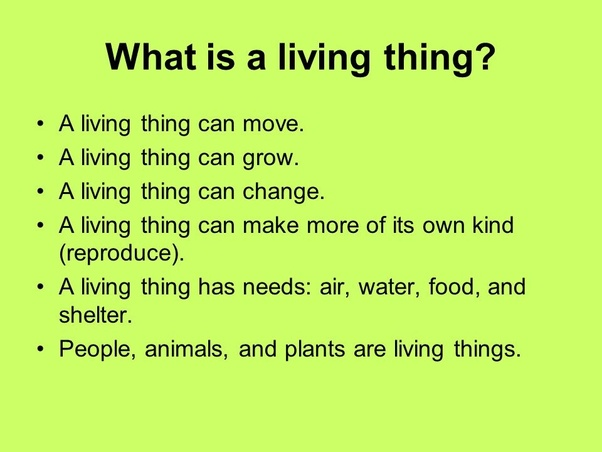 What is a living thing?
• A living thing can move.
• A living thing can grow.
• A living thing can change.
• A living thing can make more of its own kind
(reproduce).
• A living thing has needs: air, water, food, and
shelter.
• People, animals, and plants are living things.